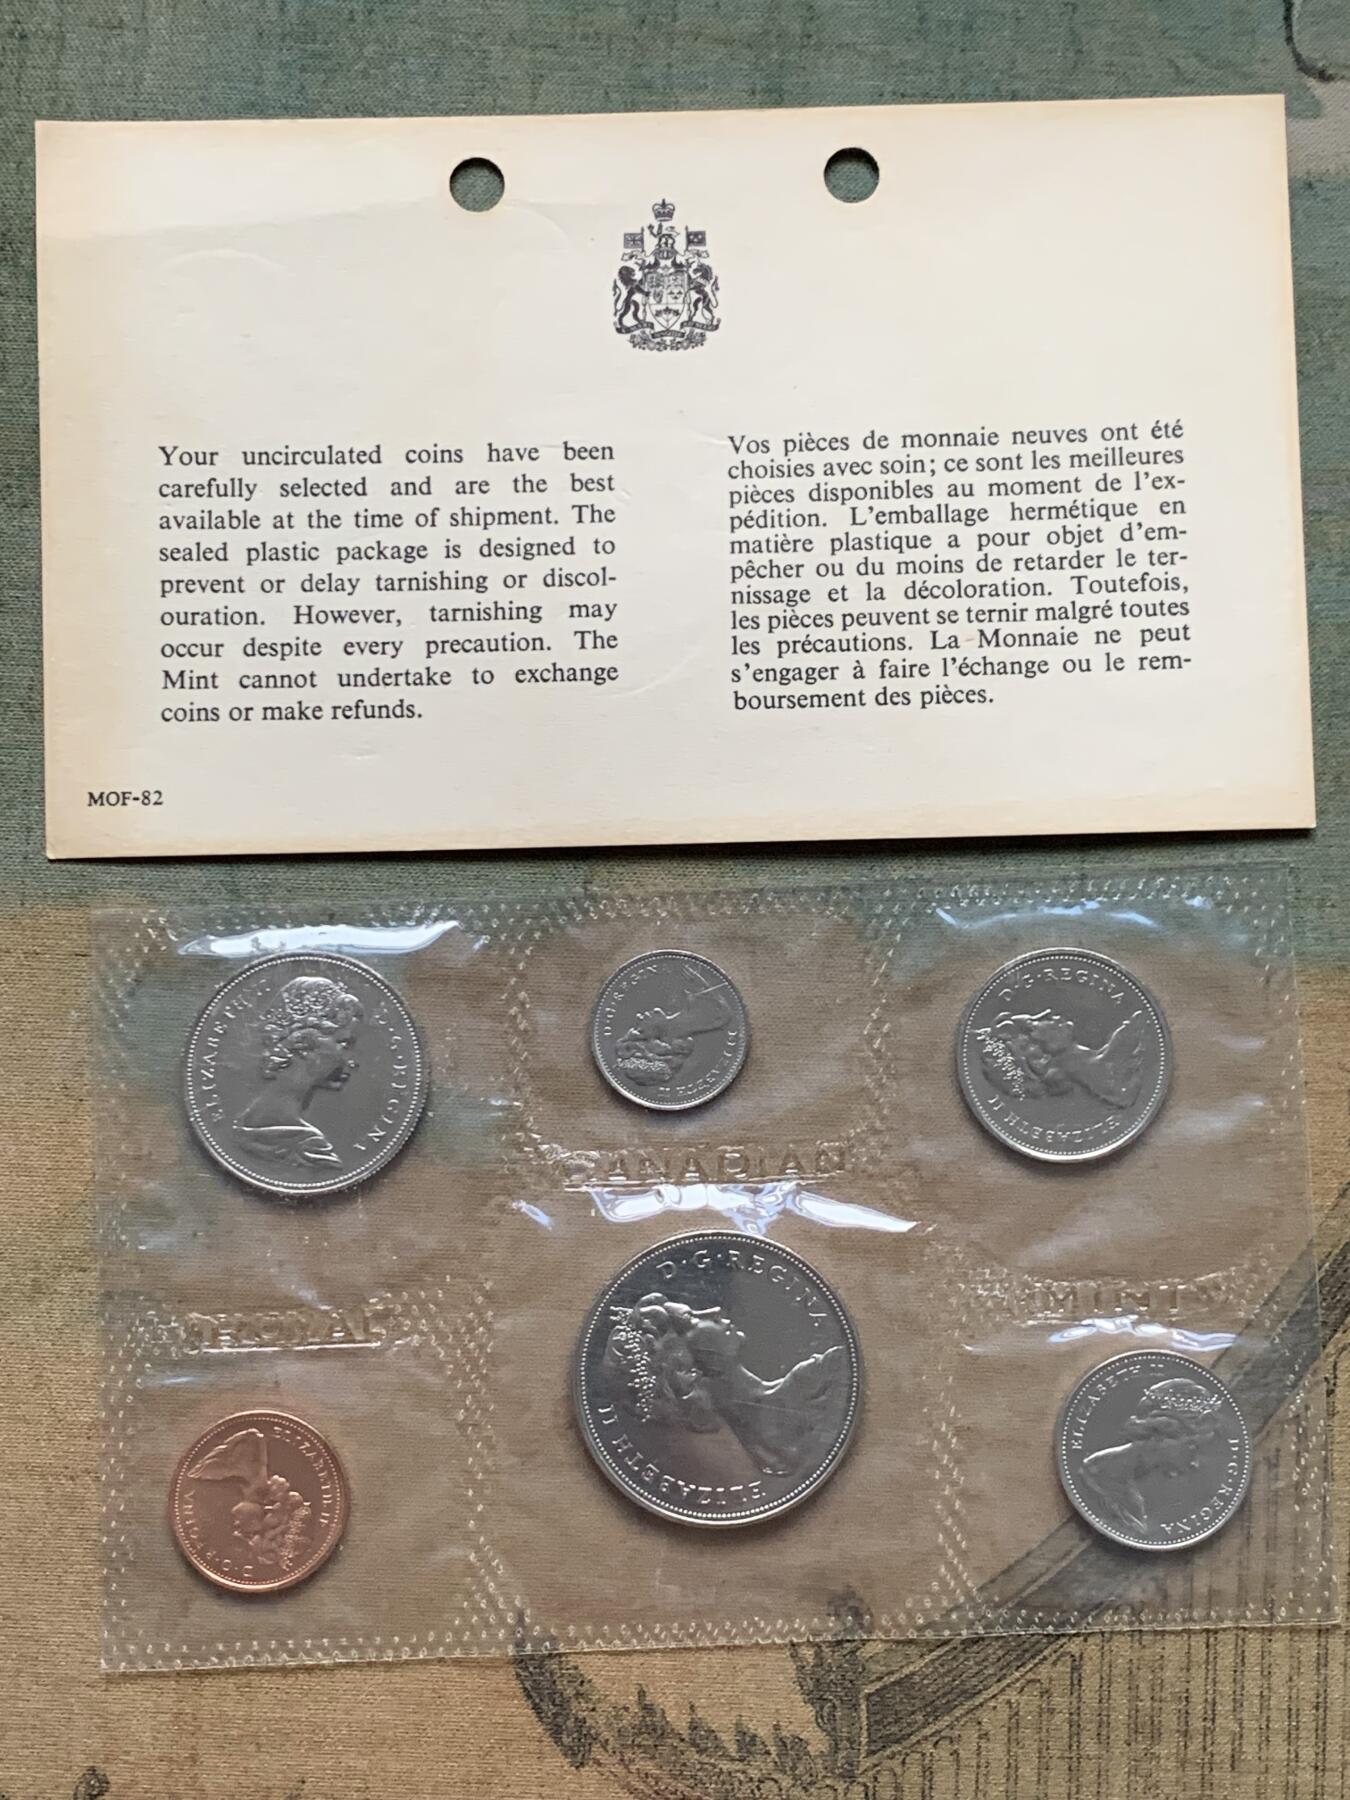 Your uncirculated coins have been
carefully selected and are the best
available at the time of shipment. The
sealed plastic package is designed to
prevent or delay tarnishing or discol-
ouration. However, tarnishing may
occur despite every precaution. The
Mint cannot undertake to exchange
coins or make refunds.
MOF-82
Vos pièces de monnaie neuves ont été
choisies avec soin; ce sont les meilleures
pièces disponibles au moment de l'ex-
pédition. L'emballage hermétique en
matière plastique a pour objet d'em-
pêcher ou du moins de retarder le ter-
nissage et la décoloration. Toutefois,
les pièces peuvent se ternir malgré toutes
les précautions. La Monnaie ne peut
s'engager à faire l'échange ou le rem-
boursement des pièces.
ELIZABETH II D·G·REGINA
ELIZABETH II D·G·REGINA
ELIZABETH II D·G·REGINA
CANADIAN
ROYAL
MINT
ELIZABETH II D·G·REGINA
ELIZABETH II D·G·REGINA
ELIZABETH II D·G·REGINA